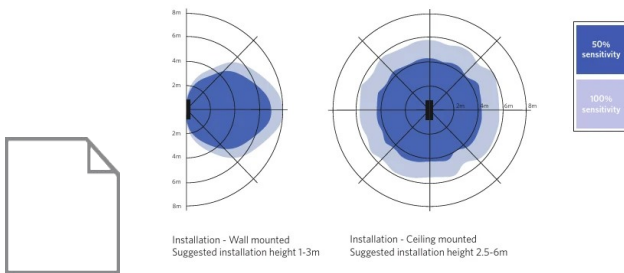 8m
6m
4m
2m
2m
4m
6m
8m
2m 4m 6m 8m
50%
sensitivity
100%
sensitivity
Installation - Wall mounted
Suggested installation height 1-3m
Installation - Ceiling mounted
Suggested installation height 2.5-6m